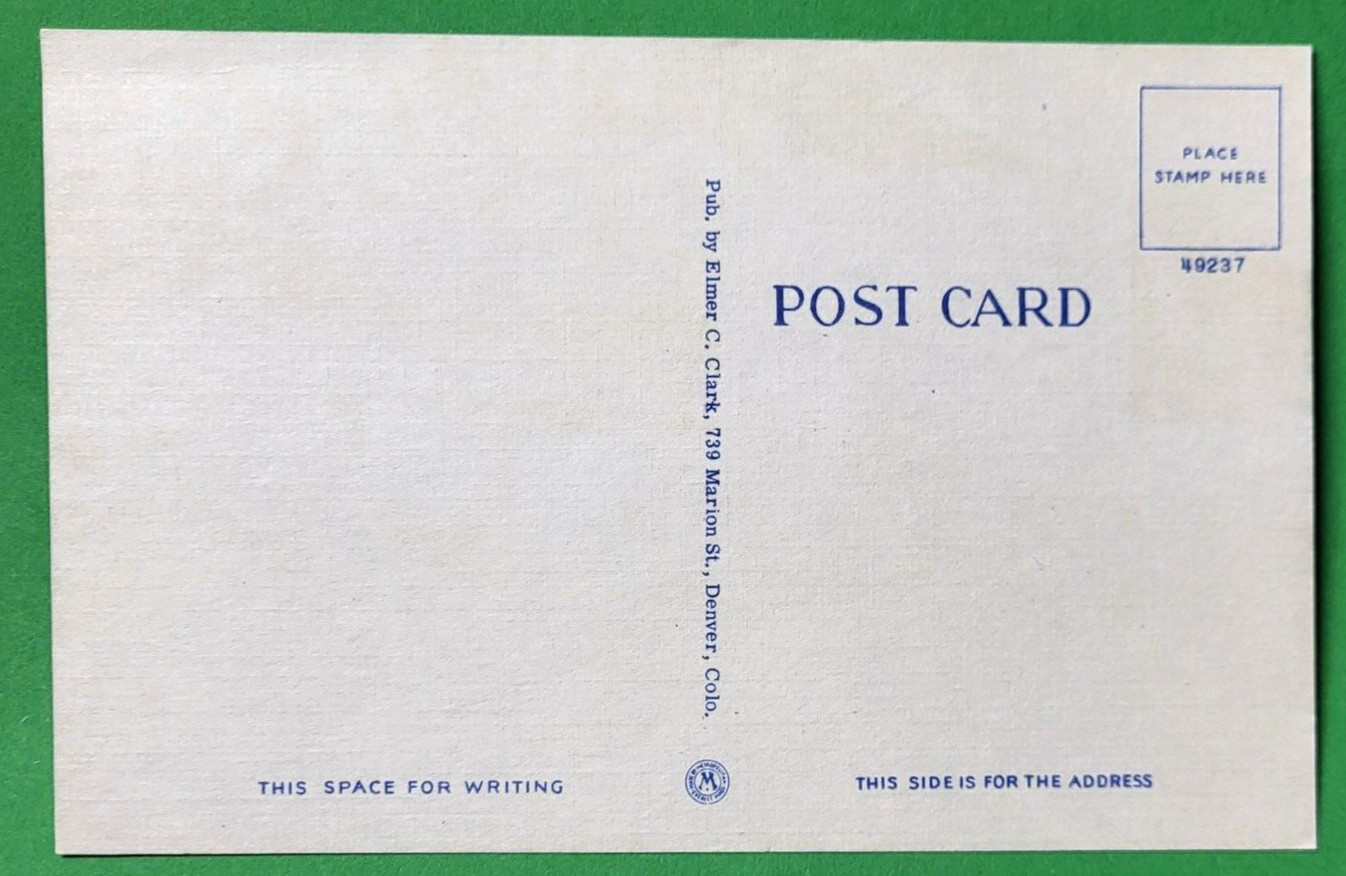 PLACE
STAMP HERE
49237
POST CARD
Pub. by Elmer C. Clark, 739 Marion St., Denver, Colo.
THIS SPACE FOR WRITING
M
THIS SIDE IS FOR THE ADDRESS